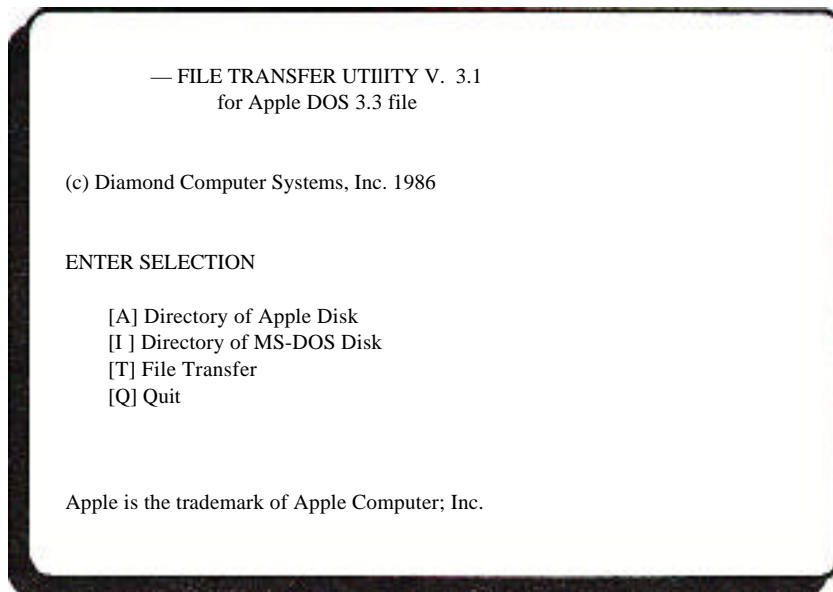 — FILE TRANSFER UTIlITY V. 3.1
for Apple DOS 3.3 file
(c) Diamond Computer Systems, Inc. 1986
ENTER SELECTION
[A] Directory of Apple Disk
[I ] Directory of MS-DOS Disk
[T] File Transfer
[Q] Quit
Apple is the trademark of Apple Computer; Inc.